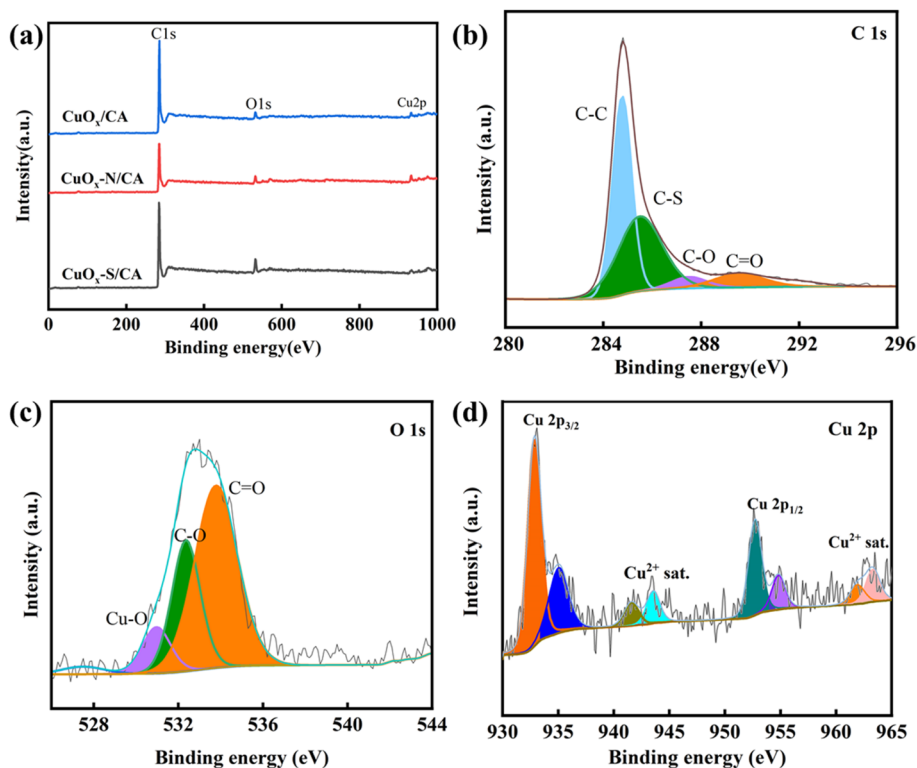 (a)
C1s
O1s
Cu2p
CuOx/CA
CuOx-N/CA
CuOx-S/CA
Intensity(a.u.)
0 200 400 600 800 1000
Binding energy(eV)
(b)
C 1s
C-C
C-S
C-O
C=O
Intensity (a.u.)
280 284 288 292 296
Binding energy(eV)
(c)
O 1s
C=O
C-O
Cu-O
Intensity (a.u.)
528 532 536 540 544
Binding energy (eV)
(d)
Cu 2p3/2
Cu 2p
Cu 2p1/2
Cu2+ sat.
Cu2+ sat.
Intensity (a.u.)
930 935 940 945 950 955 960 965
Binding energy (eV)